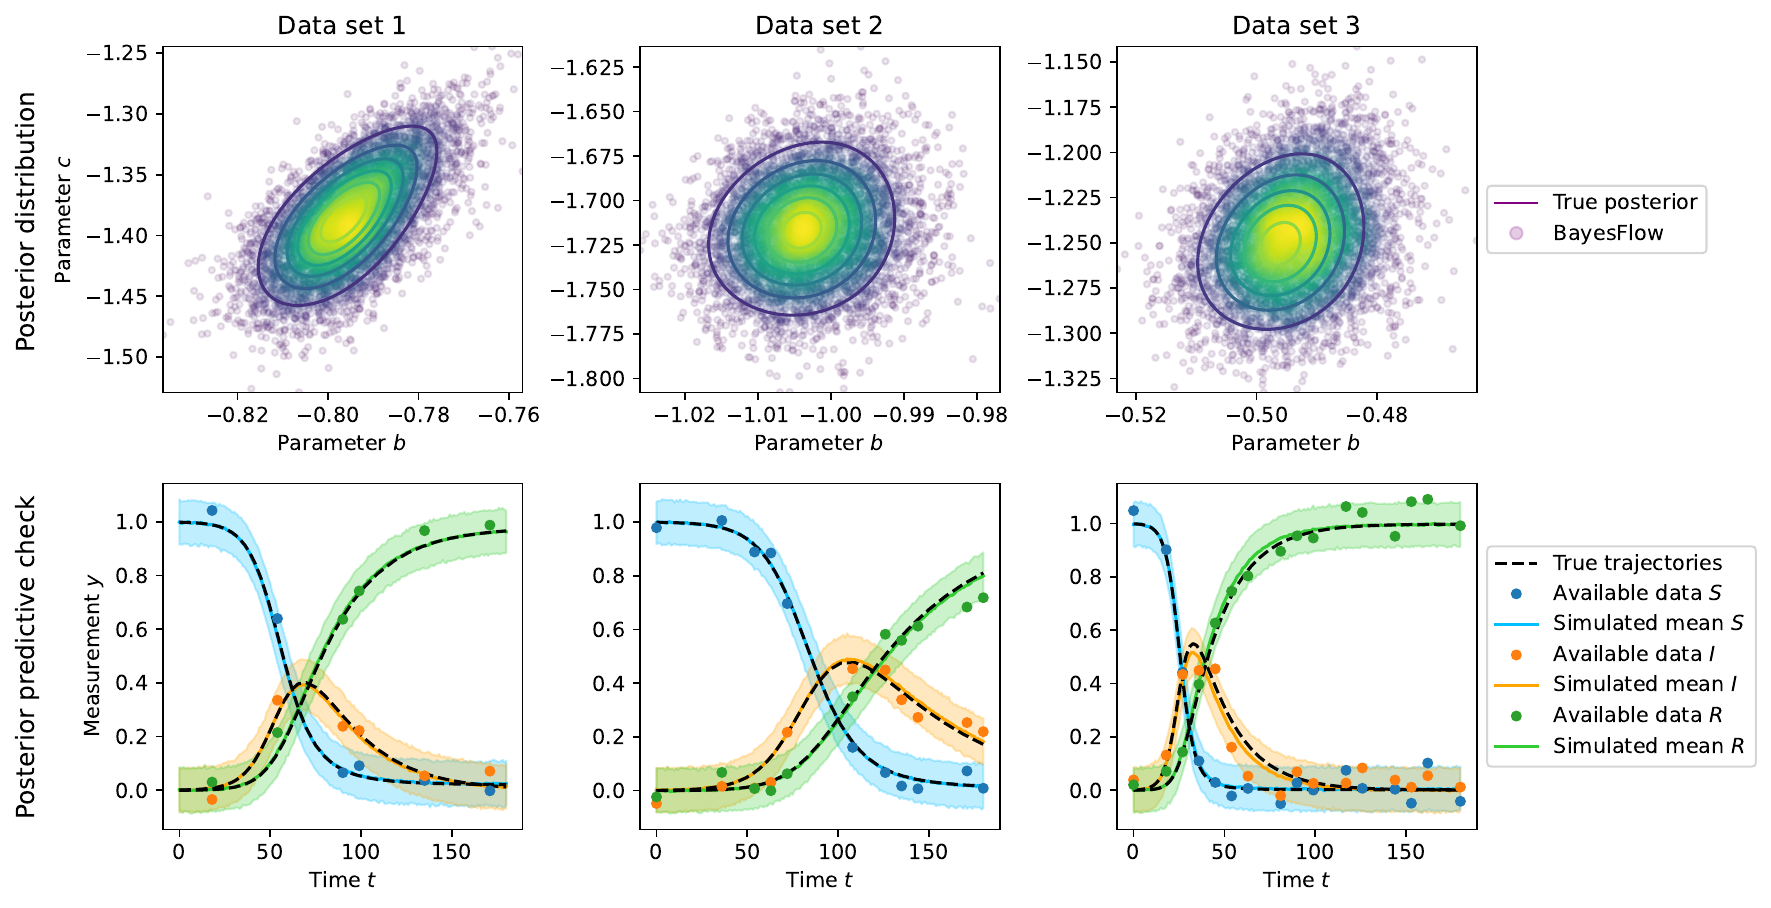 Data set 1
Data set 2
Data set 3
Posterior distribution
Parameter c
−1.25
−1.30
−1.35
−1.40
−1.45
−1.50
−0.82
−0.80
−0.78
−0.76
Parameter b
−1.625
−1.650
−1.675
−1.700
−1.725
−1.750
−1.775
−1.800
−1.02
−1.01
−1.00
−0.99
−0.98
Parameter b
−1.150
−1.175
−1.200
−1.225
−1.250
−1.275
−1.300
−1.325
−0.52
−0.50
−0.48
Parameter b
True posterior
BayesFlow
Posterior predictive check
Measurement y
1.0
0.8
0.6
0.4
0.2
0.0
0
50
100
150
Time t
1.0
0.8
0.6
0.4
0.2
0.0
0
50
100
150
Time t
1.0
0.8
0.6
0.4
0.2
0.0
0
50
100
150
Time t
True trajectories
Available data S
Simulated mean S
Available data I
Simulated mean I
Available data R
Simulated mean R